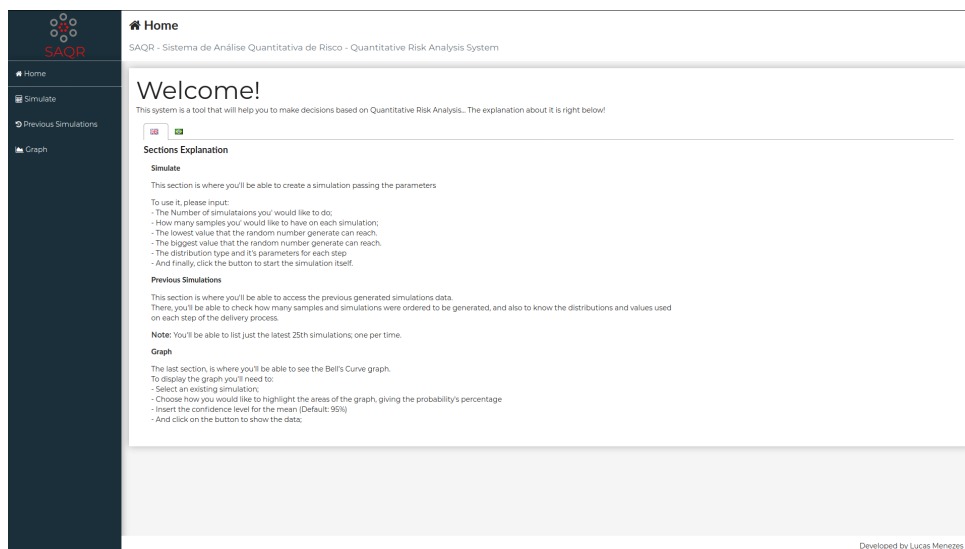 SAQR
Home
Simulate
Previous Simulations
Graph
Home
SAQR - Sistema de Análise Quantitativa de Risco - Quantitative Risk Analysis System
Welcome!
This system is a tool that will help you to make decisions based on Quantitative Risk Analysis... The explanation about it is right below!
Sections Explanation
Simulate
This section is where you'll be able to create a simulation passing the parameters
To use it, please input:
- The Number of simulataions you' would like to do;
- How many samples you' would like to have on each simulation;
- The lowest value that the random number generate can reach.
- The biggest value that the random number generate can reach.
- The distribution type and it's parameters for each step
- And finally, click the button to start the simulation itself.
Previous Simulations
This section is where you'll be able to access the previous generated simulations data.
There, you'll be able to check how many samples and simulations were ordered to be generated, and also to know the distributions and values used
on each step of the delivery process.
Note: You'll be able to list just the latest 25th simulations; one per time.
Graph
The last section, is where you'll be able to see the Bell's Curve graph.
To display the graph you'll need to:
- Select an existing simulation;
- Choose how you would like to highlight the areas of the graph, giving the probability's percentage
- Insert the confidence level for the mean (Default: 95%)
- And click on the button to show the data;
Developed by Lucas Menezes